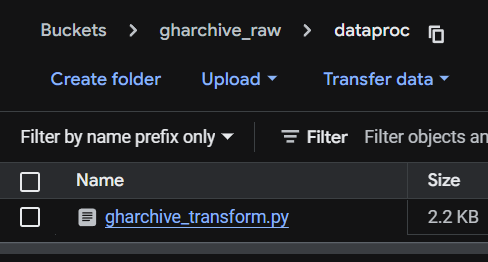 Buckets > gharchive_raw > dataproc
Create folder Upload Transfer data
Filter by name prefix only Filter Filter objects an
Name Size
gharchive_transform.py 2.2 KB